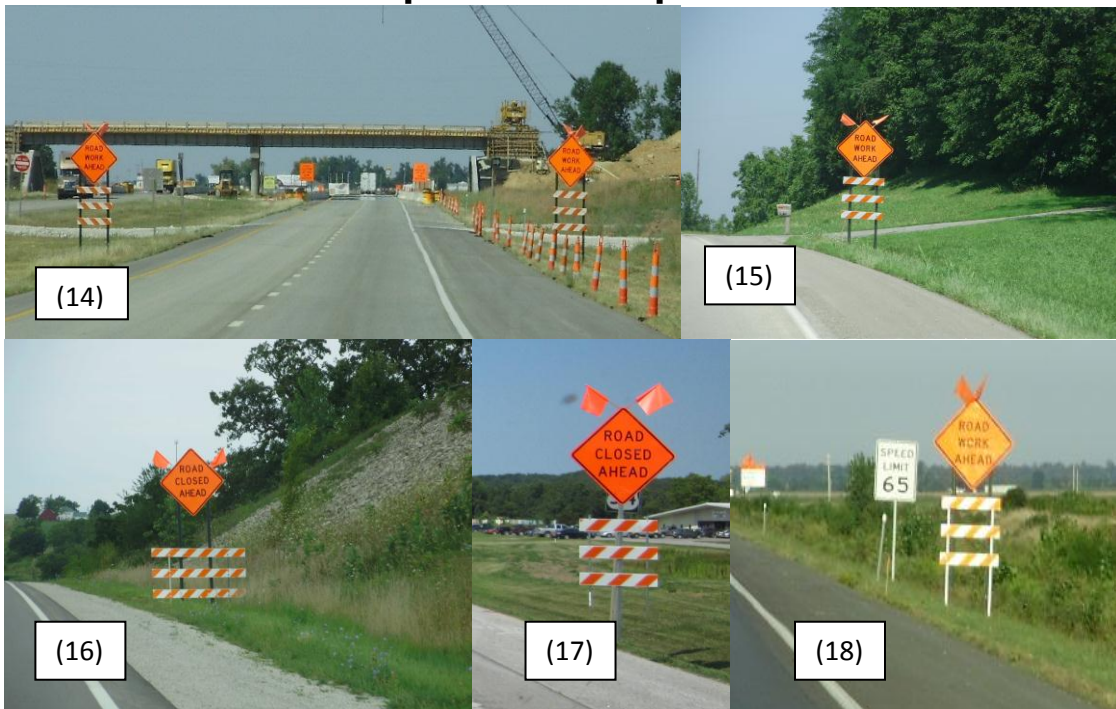 ROAD
WORK
AHEAD
ROAD
WORK
AHEAD
(14)
ROAD
WORK
AHEAD
(15)
ROAD
CLOSED
AHEAD
(16)
ROAD
CLOSED
AHEAD
(17)
SPEED
LIMIT
65
ROAD
WORK
AHEAD
(18)